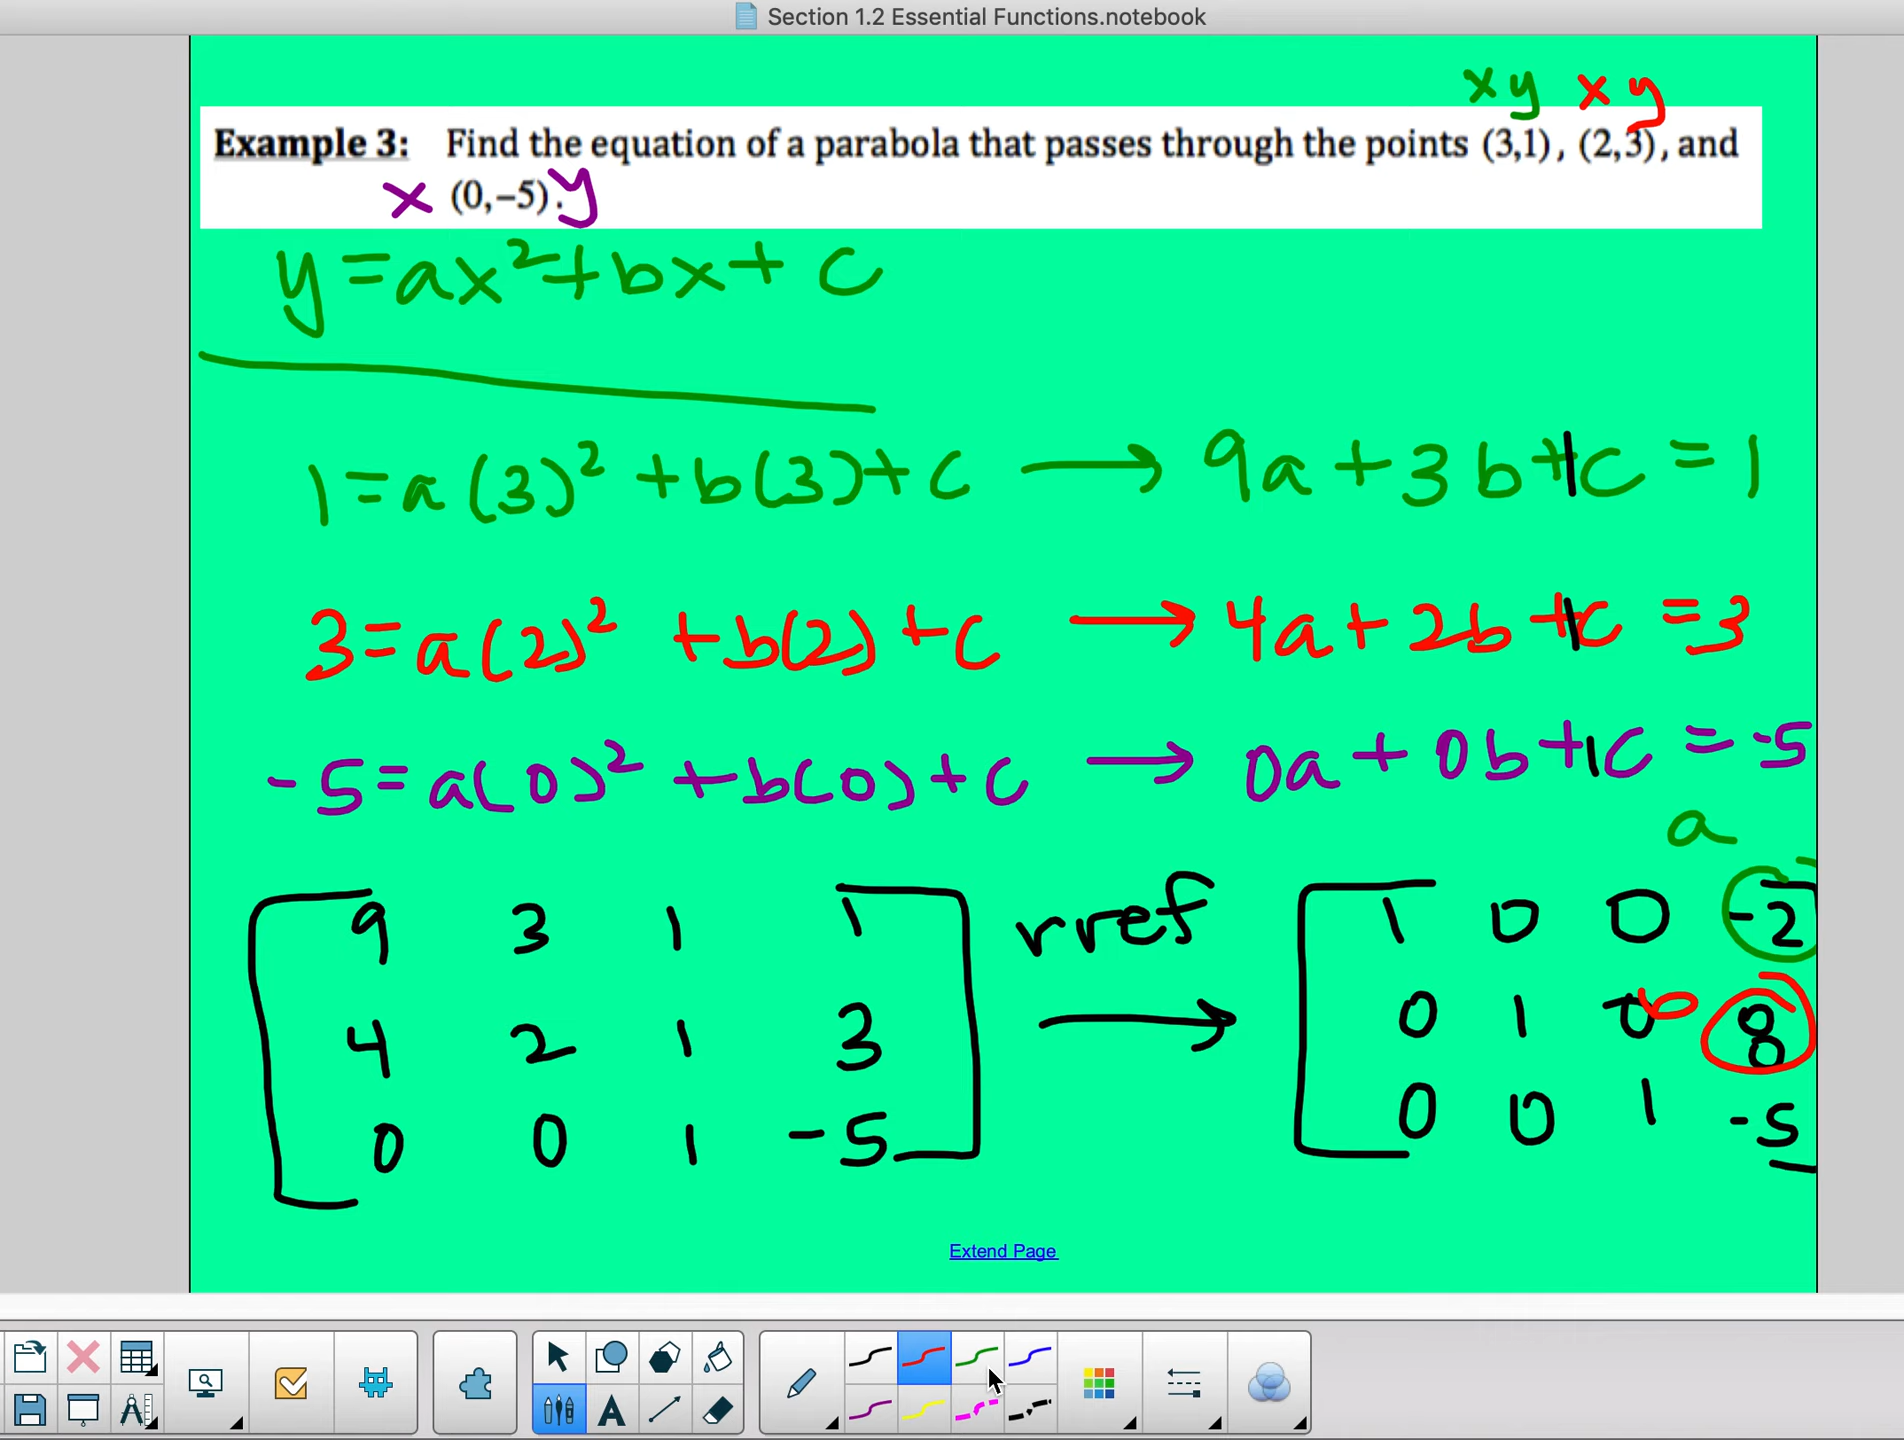 Section 1.2 Essential Functions.notebook
x y x y
Example 3: Find the equation of a parabola that passes through the points (3,1), (2,3), and
x (0,–5). y
y=ax²+bx+c
1=a(3)²+b(3)+c → 9a+3b+1c=1
3=a(2)²+b(2)+c → 4a+2b+1c=3
-5=a(0)²+b(0)+c → 0a+0b+1c=-5
a
9 3 1 1 rref 1 0 0 -2
4 2 1 3 → 0 1 0 b 8
0 0 1 -5 0 0 1 -5
Extend Page
A